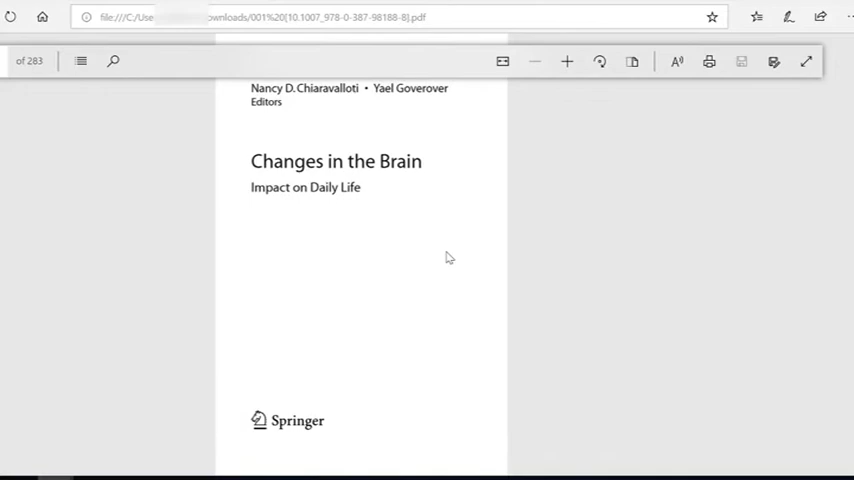 file:///C:/Use ownloads/001%20[10.1007_978-0-387-98188-8].pdf
of 283
Nancy D. Chiaravalloti • Yael Goverover
Editors
Changes in the Brain
Impact on Daily Life
Springer